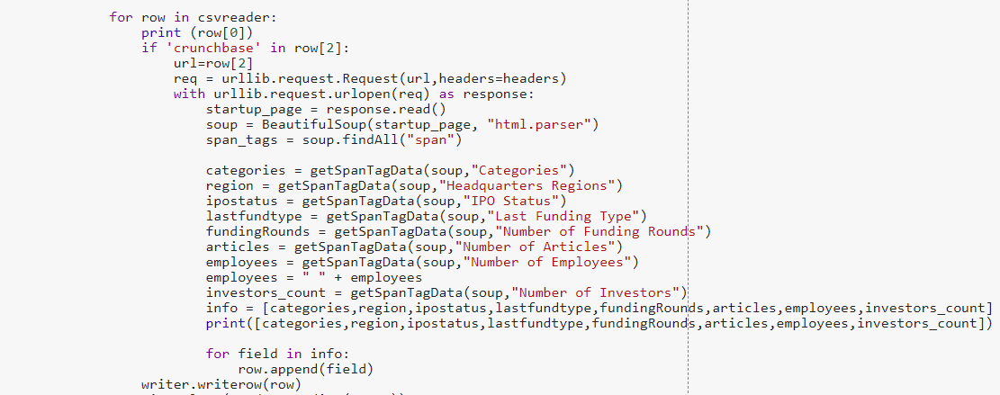 for row in csvreader:
print (row[0])
if 'crunchbase' in row[2]:
url=row[2]
req = urllib.request.Request(url,headers=headers)
with urllib.request.urlopen(req) as response:
startup_page = response.read()
soup = BeautifulSoup(startup_page, "html.parser")
span_tags = soup.findAll("span")
categories = getSpanTagData(soup,"Categories")
region = getSpanTagData(soup,"Headquarters Regions")
ipostatus = getSpanTagData(soup,"IPO Status")
lastfundtype = getSpanTagData(soup,"Last Funding Type")
fundingRounds = getSpanTagData(soup,"Number of Funding Rounds")
articles = getSpanTagData(soup,"Number of Articles")
employees = getSpanTagData(soup,"Number of Employees")
employees = " " + employees
investors_count = getSpanTagData(soup,"Number of Investors")
info = [categories,region,ipostatus,lastfundtype,fundingRounds,articles,employees,investors_count]
print([categories,region,ipostatus,lastfundtype,fundingRounds,articles,employees,investors_count])
for field in info:
row.append(field)
writer.writerow(row)